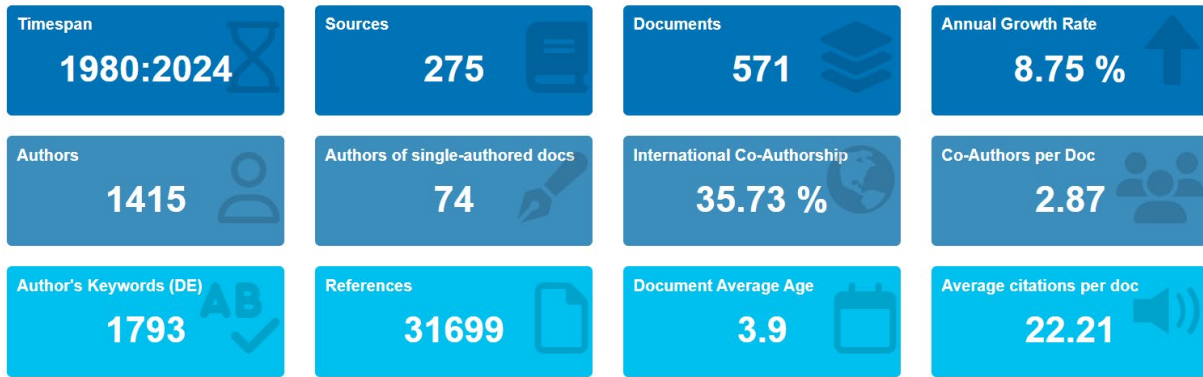 Timespan
1980:2024
Sources
275
Documents
571
Annual Growth Rate
8.75 %
Authors
1415
Authors of single-authored docs
74
International Co-Authorship
35.73 %
Co-Authors per Doc
2.87
Author's Keywords (DE)
1793
AB
References
31699
Document Average Age
3.9
Average citations per doc
22.21